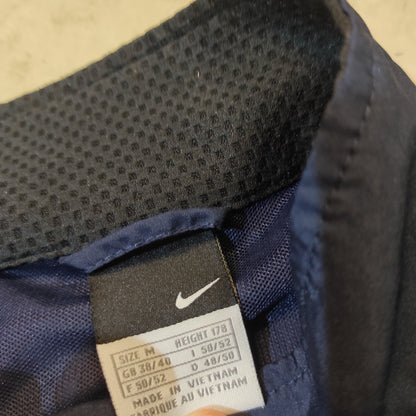 SIZE M HEIGHT 178
GB 38/40 I 50/52
F 50/52 D 48/50
MADE IN VIETNAM
FABRIQUE AU VIETNAM